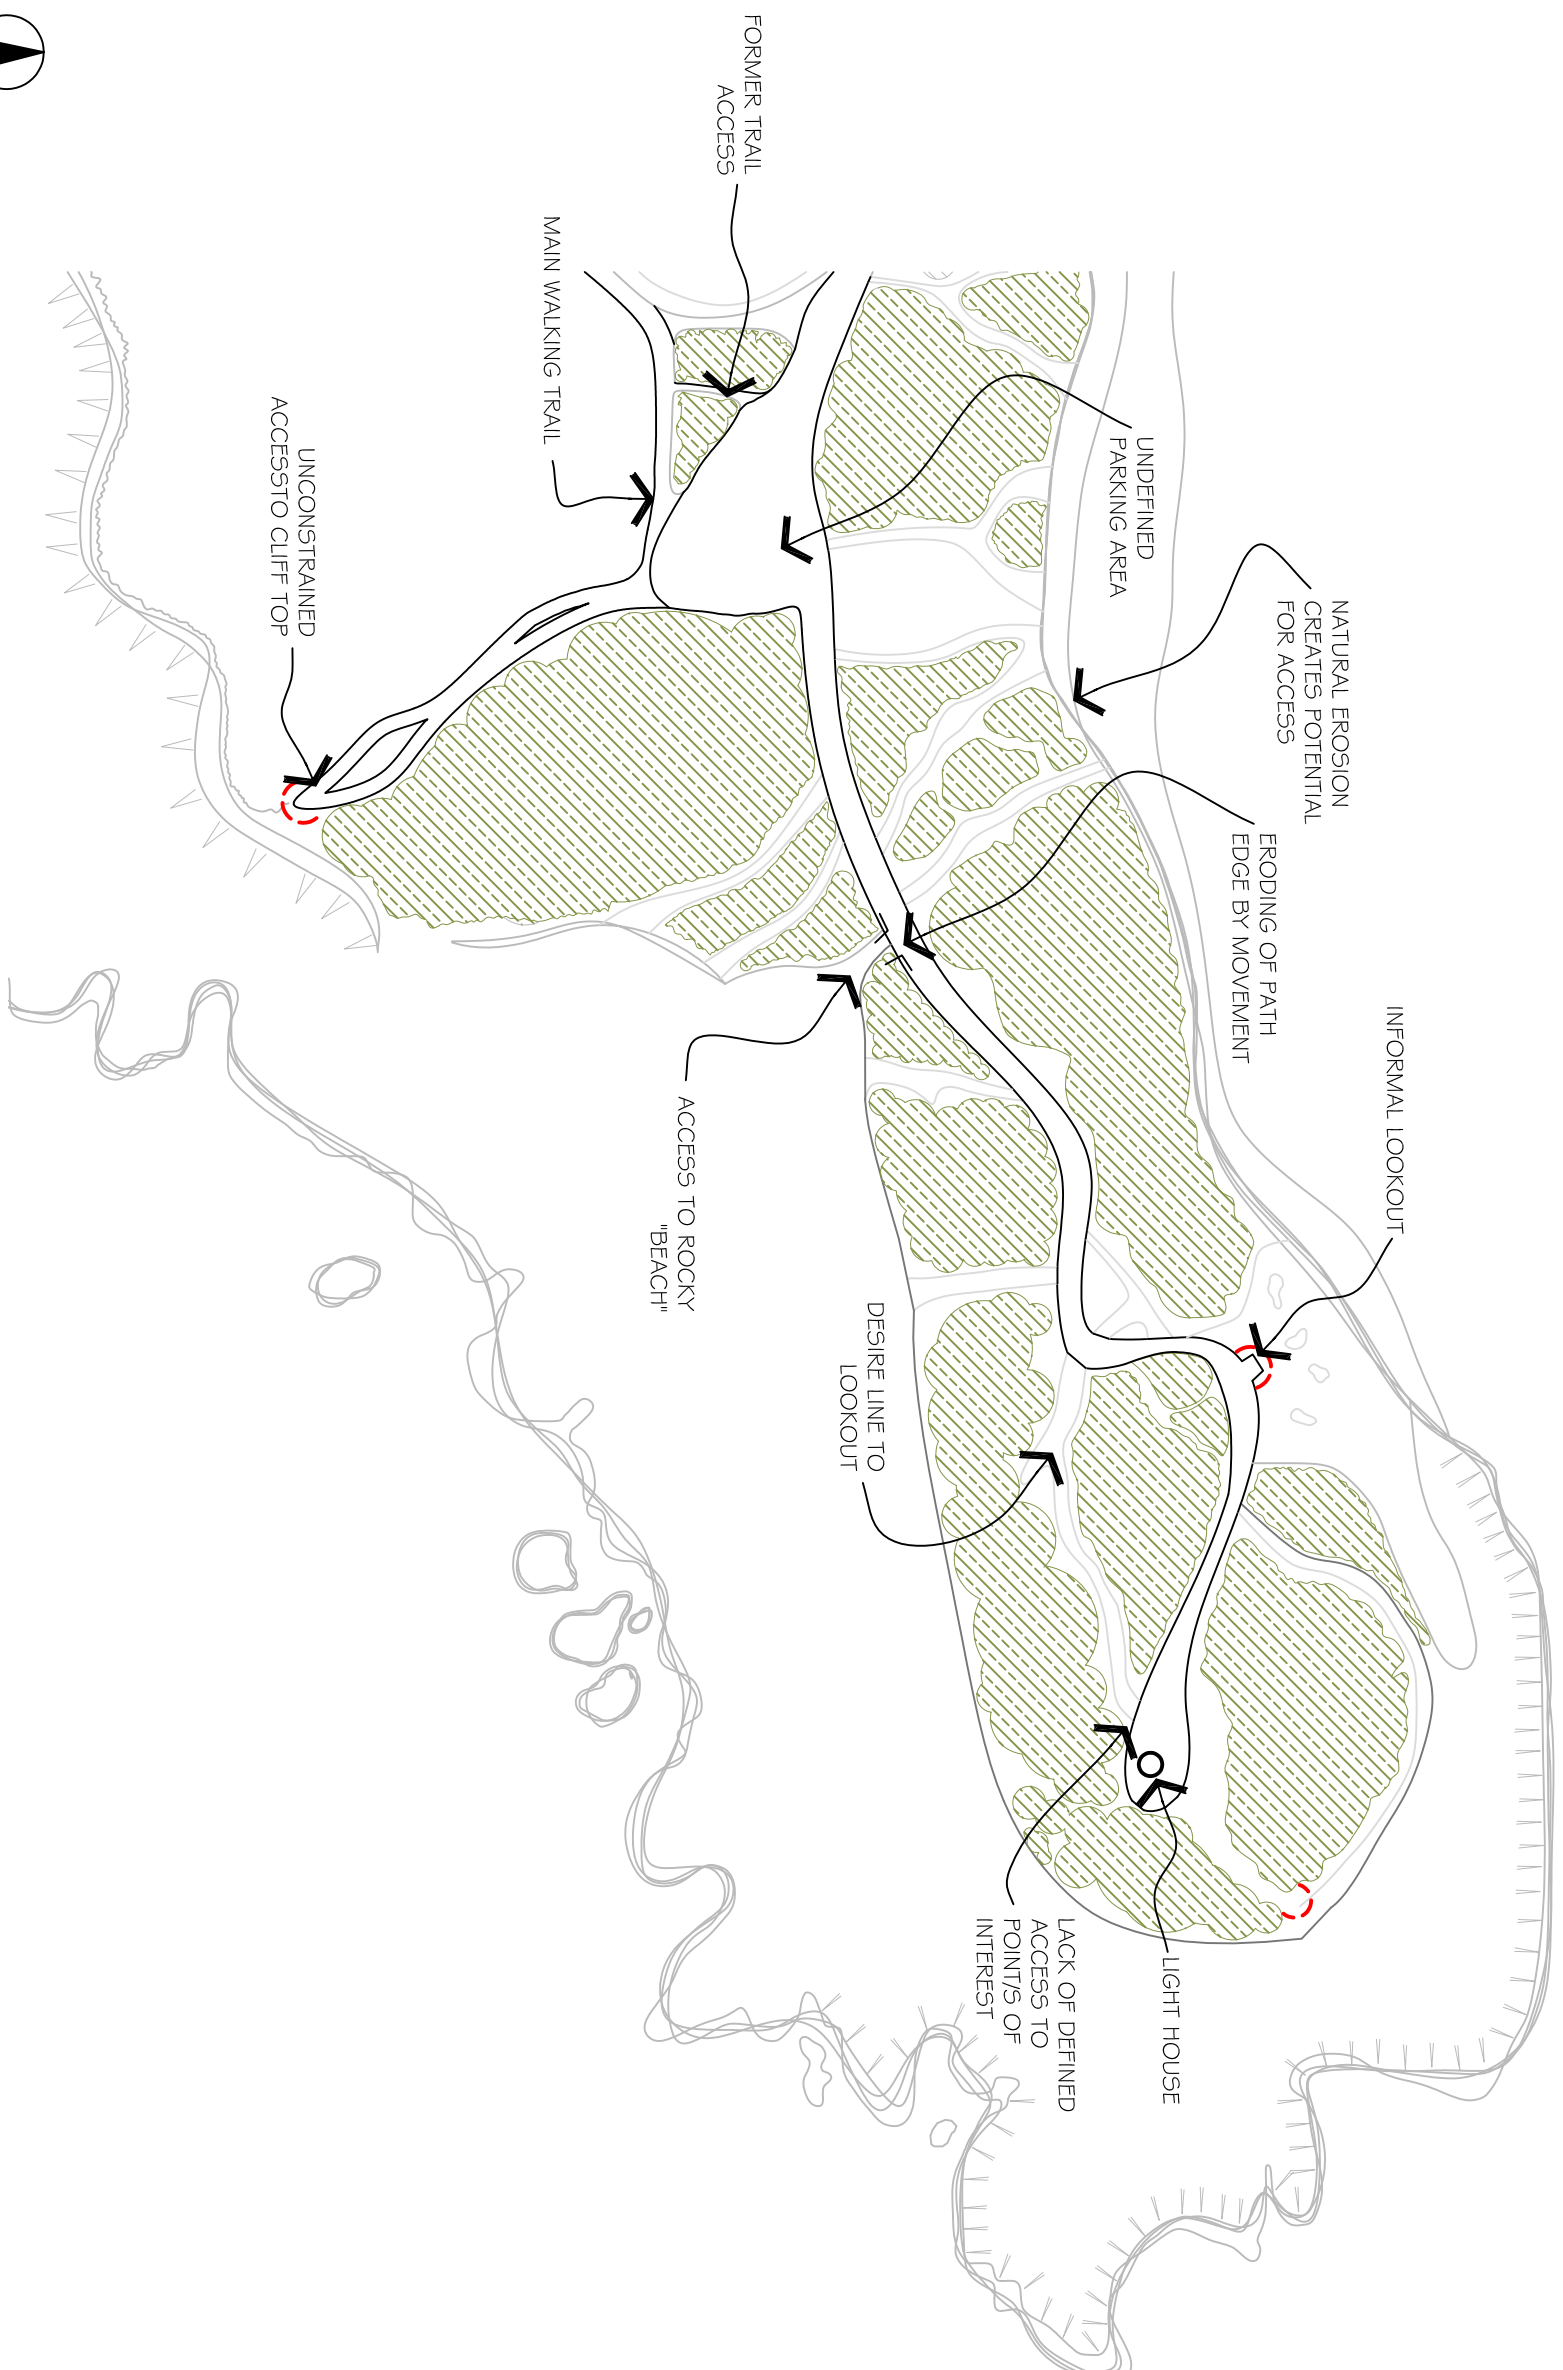 FORMER TRAIL
ACCESS
MAIN WALKING TRAIL
UNCONSTRAINED
ACCESSTO CLIFF TOP
UNDEFINED
PARKING AREA
NATURAL EROSION
CREATES POTENTIAL
FOR ACCESS
ERODING OF PATH
EDGE BY MOVEMENT
INFORMAL LOOKOUT
ACCESS TO ROCKY
"BEACH"
DESIRE LINE TO
LOOKOUT
LIGHT HOUSE
LACK OF DEFINED
ACCESS TO
POINT/S OF
INTEREST